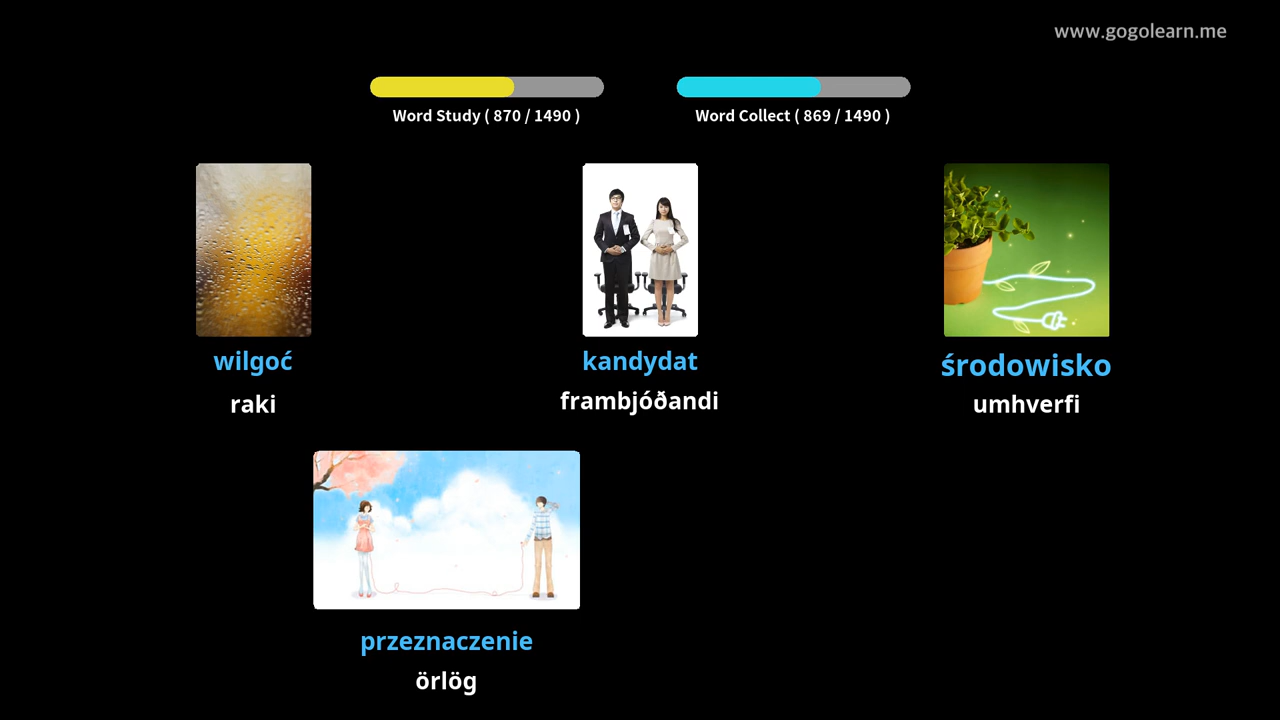 www.gogolearn.me
Word Study ( 870 / 1490 )
Word Collect ( 869 / 1490 )
wilgoć
raki
kandydat
frambjóðandi
środowisko
umhverfi
przeznaczenie
örlög